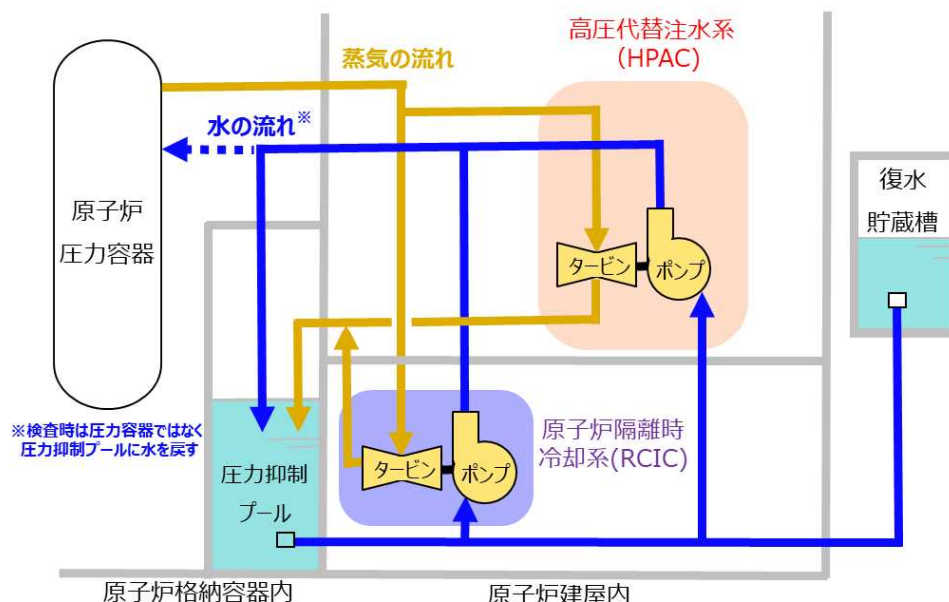 高圧代替注水系
(HPAC)
蒸気の流れ
水の流れ※
復水
貯蔵槽
原子炉
圧力容器
タービン
ポンプ
※検査時は圧力容器ではなく
圧力抑制プールに水を戻す
原子炉隔離時
冷却系(RCIC)
圧力抑制
プール
タービン
ポンプ
原子炉格納容器内
原子炉建屋内